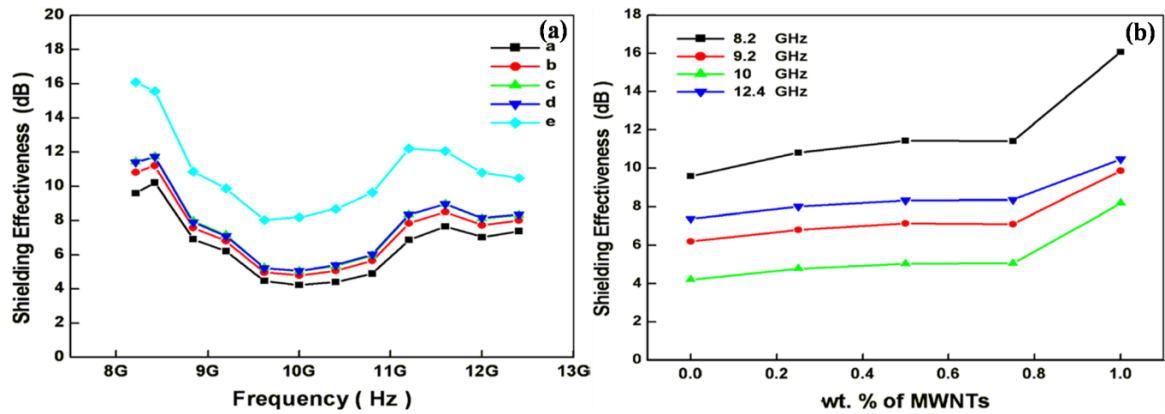 (a)
Shielding Effectiveness (dB)
20
18
16
14
12
10
8
6
4
2
0
a
b
c
d
e
8G 9G 10G 11G 12G 13G
Frequency ( Hz )
(b)
Shielding Effectiveness (dB )
18
16
14
12
10
8
6
4
2
0
8.2 GHz
9.2 GHz
10 GHz
12.4 GHz
0.0 0.2 0.4 0.6 0.8 1.0
wt. % of MWNTs